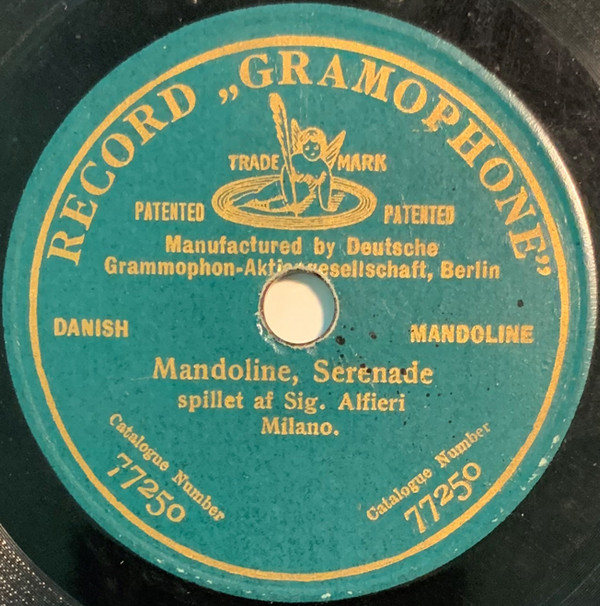 RECORD „GRAMOPHONE”
TRADE MARK
PATENTED PATENTED
Manufactured by Deutsche
Grammophon-Aktiengesellschaft, Berlin
DANISH MANDOLINE
Mandoline, Serenade
spillet af Sig. Alfieri
Milano.
Catalogue Number
77250
Catalogue Number
77250